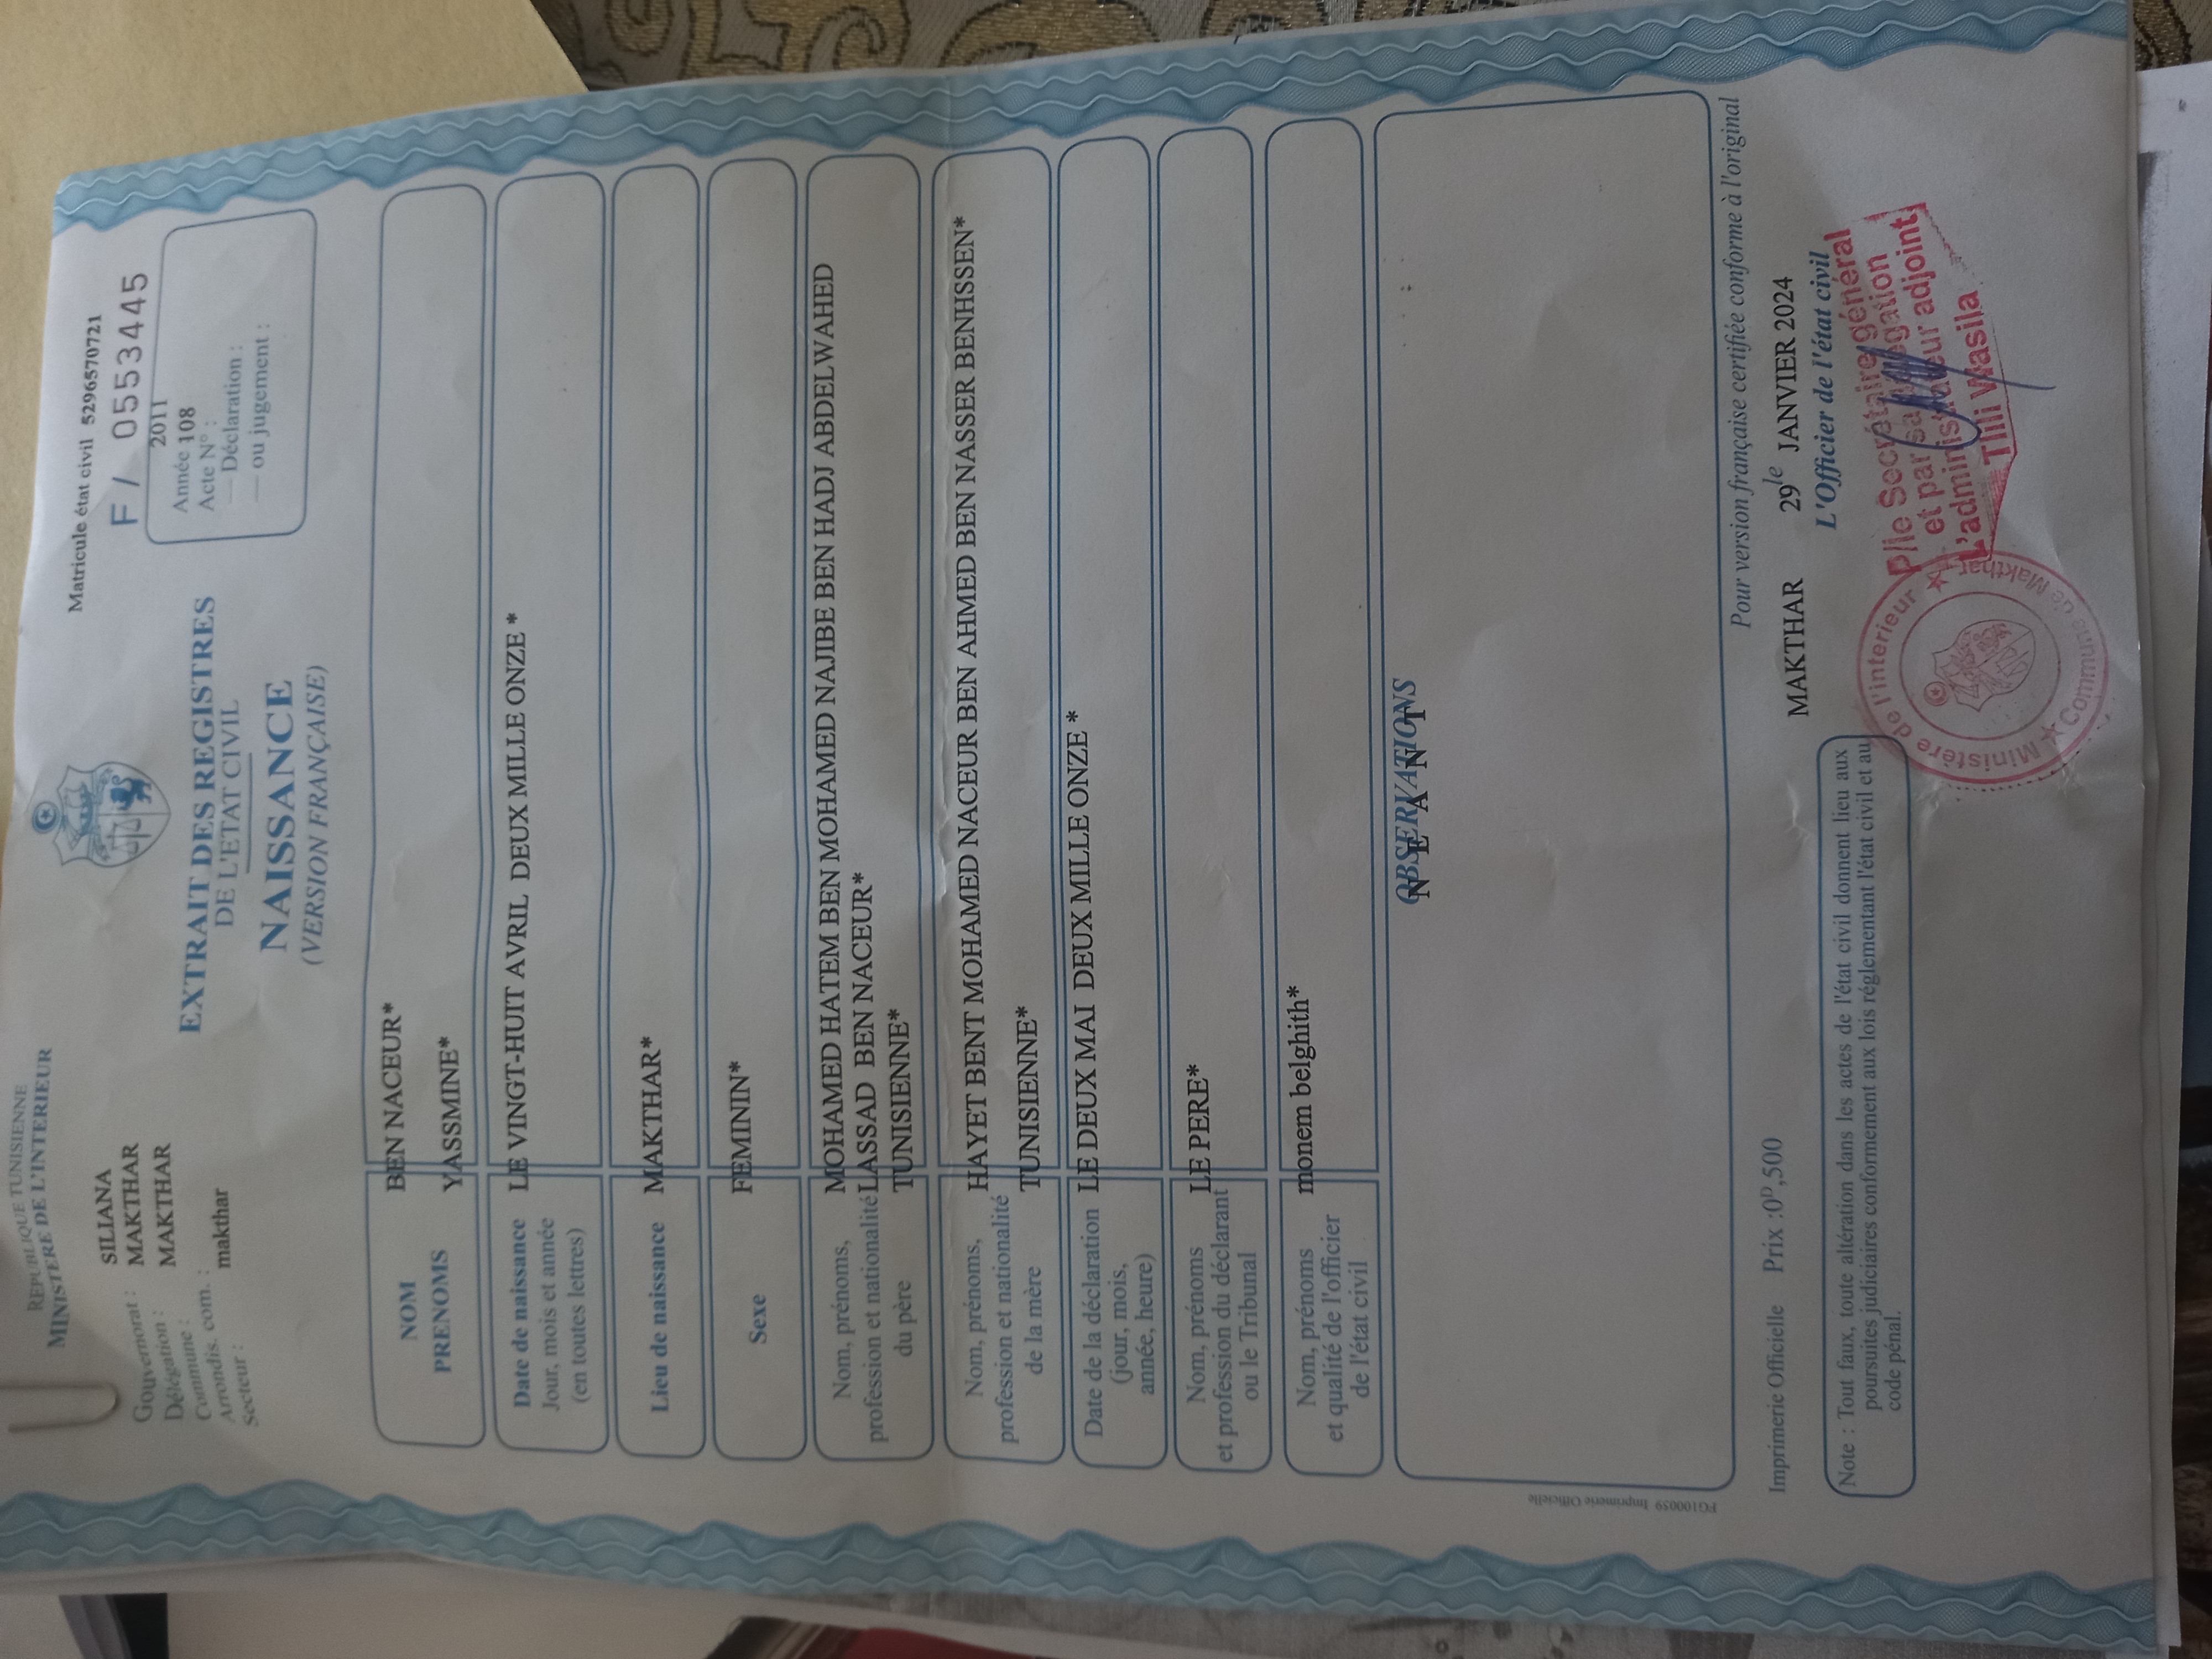 REPUBLIQUE TUNISIENNE
MINISTERE DE L'INTERIEUR
Gouvernorat : SILIANA
Délégation : MAKTHAR
Commune : MAKTHAR
Arrondis. com. :
Secteur : makthar
Matricule état civil 5296570721
F / 0553445
2011
Année 108
Acte N° :
— Déclaration :
— ou jugement :
EXTRAIT DES REGISTRES
DE L'ETAT CIVIL
NAISSANCE
(VERSION FRANÇAISE)
NOM BEN NACEUR*
PRENOMS YASSMINE*
Date de naissance LE VINGT-HUIT AVRIL DEUX MILLE ONZE *
Jour, mois et année
(en toutes lettres)
Lieu de naissance MAKTHAR*
Sexe FEMININ*
Nom, prénoms, MOHAMED HATEM BEN MOHAMED NAJIBE BEN HADJ ABDELWAHED
profession et nationalité LASSAD BEN NACEUR*
du père TUNISIENNE*
Nom, prénoms, HAYET BENT MOHAMED NACEUR BEN AHMED BEN NASSER BENHSSEN*
profession et nationalité
de la mère TUNISIENNE*
Date de la déclaration LE DEUX MAI DEUX MILLE ONZE *
(jour, mois,
année, heure)
Nom, prénoms LE PERE*
et profession du déclarant
ou le Tribunal
Nom, prénoms monem belghith*
et qualité de l'officier
de l'état civil
OBSERVATIONS
N E A N T
FG100059 Imprimerie Officielle
Pour version française certifiée conforme à l'original
Imprimerie Officielle Prix :0D,500
MAKTHAR 29le JANVIER 2024
L'Officier de l'état civil
Note : Tout faux, toute altération dans les actes de l'état civil donnent lieu aux
poursuites judiciaires conformement aux lois réglementant l'état civil et au
code pénal.
P/le Secrétaire général
et par sa délégation
L'administrateur adjoint
Tlili Wasila
Ministère de l'interieur
Commune de Makthar